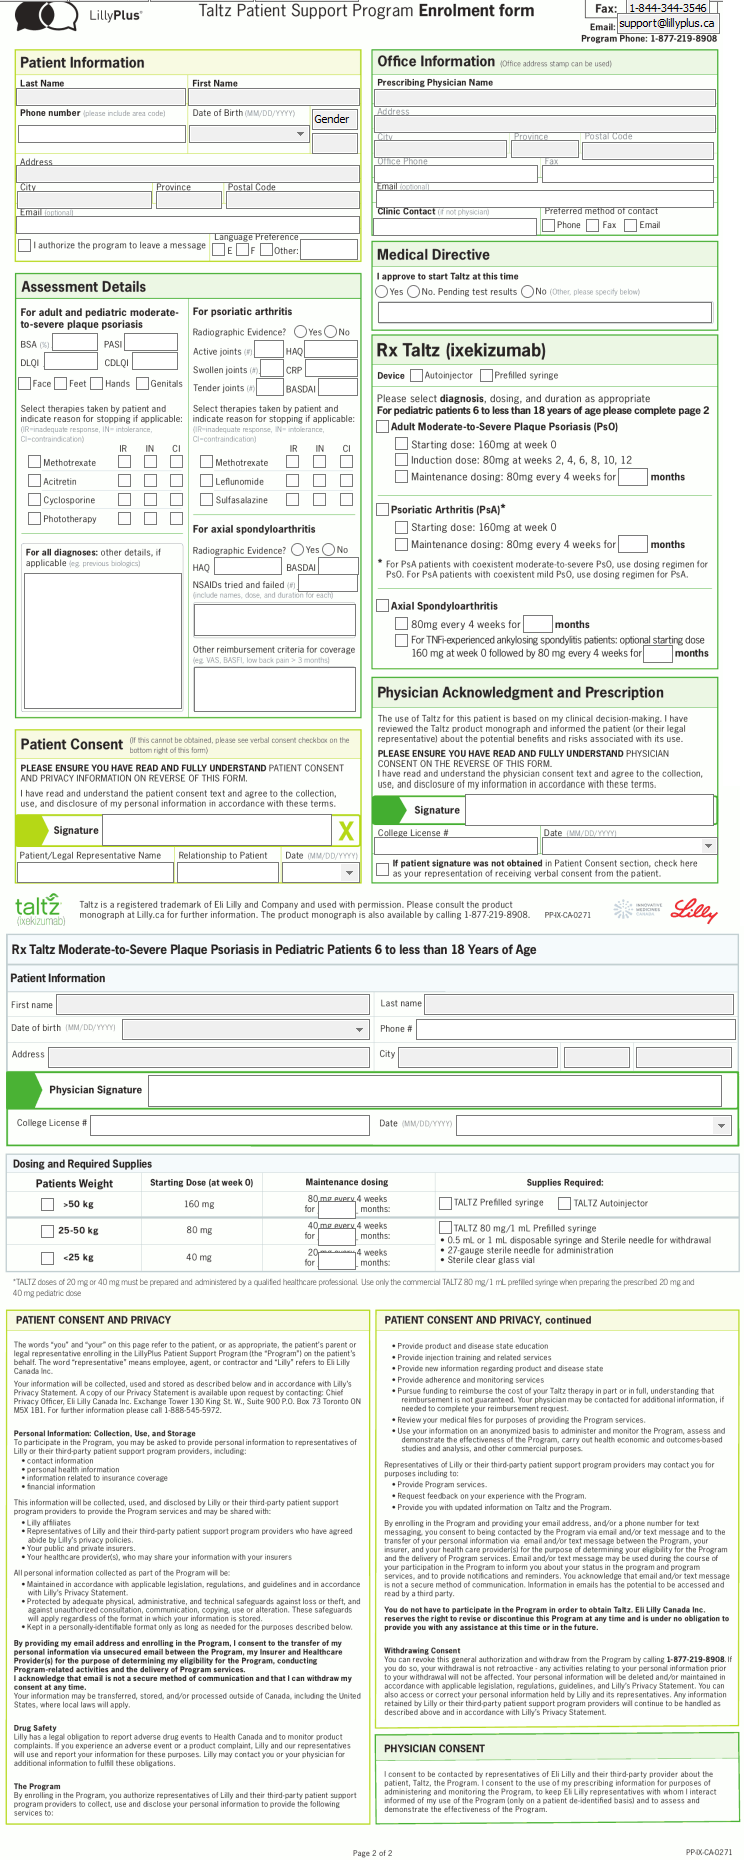 LillyPlus®
Taltz Patient Support Program Enrolment form
Fax: 1-844-344-3546
Email: support@lillyplus.ca
Program Phone: 1-877-219-8908
Patient Information
Last Name First Name
Phone number (please include area code) Date of Birth (MM/DD/YYYY) Gender
Address
City Province Postal Code
Email (optional)
I authorize the program to leave a message
Language Preference
E F Other:
Office Information (Office address stamp can be used)
Prescribing Physician Name
Address
City Province Postal Code
Office Phone Fax
Email (optional)
Clinic Contact (if not physician) Preferred method of contact
Phone Fax Email
Medical Directive
I approve to start Taltz at this time
Yes No. Pending test results No (Other, please specify below)
Assessment Details
For adult and pediatric moderate-
to-severe plaque psoriasis
BSA (%) PASI
DLQI CDLQI
Face Feet Hands Genitals
Select therapies taken by patient and
indicate reason for stopping if applicable:
(IR=inadequate response, IN= intolerance,
CI=contraindication)
IR IN CI
Methotrexate
Acitretin
Cyclosporine
Phototherapy
For all diagnoses: other details, if
applicable (eg. previous biologics)
For psoriatic arthritis
Radiographic Evidence? Yes No
Active joints (#) HAQ
Swollen joints (#) CRP
Tender joints (#) BASDAI
Select therapies taken by patient and
indicate reason for stopping if applicable:
(IR=inadequate response, IN= intolerance,
CI=contraindication)
IR IN CI
Methotrexate
Leflunomide
Sulfasalazine
For axial spondyloarthritis
Radiographic Evidence? Yes No
HAQ BASDAI
NSAIDs tried and failed (#)
(include names, dose, and duration for each)
Other reimbursement criteria for coverage
(eg, VAS, BASFI, low back pain > 3 months)
Rx Taltz (ixekizumab)
Device Autoinjector Prefilled syringe
Please select diagnosis, dosing, and duration as appropriate
For pediatric patients 6 to less than 18 years of age please complete page 2
Adult Moderate-to-Severe Plaque Psoriasis (PsO)
Starting dose: 160mg at week 0
Induction dose: 80mg at weeks 2, 4, 6, 8, 10, 12
Maintenance dosing: 80mg every 4 weeks for months
Psoriatic Arthritis (PsA)*
Starting dose: 160mg at week 0
Maintenance dosing: 80mg every 4 weeks for months
* For PsA patients with coexistent moderate-to-severe PsO, use dosing regimen for
PsO. For PsA patients with coexistent mild PsO, use dosing regimen for PsA.
Axial Spondyloarthritis
80mg every 4 weeks for months
For TNFi-experienced ankylosing spondylitis patients: optional starting dose
160 mg at week 0 followed by 80 mg every 4 weeks for months
Patient Consent (If this cannot be obtained, please see verbal consent checkbox on the
bottom right of this form)
PLEASE ENSURE YOU HAVE READ AND FULLY UNDERSTAND PATIENT CONSENT
AND PRIVACY INFORMATION ON REVERSE OF THIS FORM.
I have read and understand the patient consent text and agree to the collection,
use, and disclosure of my personal information in accordance with these terms.
Signature X
Patient/Legal Representative Name Relationship to Patient Date (MM/DD/YYYY)
Physician Acknowledgment and Prescription
The use of Taltz for this patient is based on my clinical decision-making. I have
reviewed the Taltz product monograph and informed the patient (or their legal
representative) about the potential benefits and risks associated with its use.
PLEASE ENSURE YOU HAVE READ AND FULLY UNDERSTAND PHYSICIAN
CONSENT ON THE REVERSE OF THIS FORM.
I have read and understand the physician consent text and agree to the collection,
use, and disclosure of my information in accordance with these terms.
Signature
College License # Date (MM/DD/YYYY)
If patient signature was not obtained in Patient Consent section, check here
as your representation of receiving verbal consent from the patient.
taltz
(ixekizumab)
Taltz is a registered trademark of Eli Lilly and Company and used with permission. Please consult the product
monograph at Lilly.ca for further information. The product monograph is also available by calling 1-877-219-8908.
PP-IX-CA-0271
INNOVATIVE
MEDICINES
CANADA
Lilly
Rx Taltz Moderate-to-Severe Plaque Psoriasis in Pediatric Patients 6 to less than 18 Years of Age
Patient Information
First name Last name
Date of birth (MM/DD/YYYY) Phone #
Address City
Physician Signature
College License # Date (MM/DD/YYYY)
Dosing and Required Supplies
Patients Weight Starting Dose (at week 0) Maintenance dosing Supplies Required:
>50 kg 160 mg 80 mg every 4 weeks
for , months:
TALTZ Prefilled syringe TALTZ Autoinjector
25-50 kg 80 mg 40 mg every 4 weeks
for , months:
<25 kg 40 mg 20 mg every 4 weeks
for , months:
TALTZ 80 mg/1 mL Prefilled syringe
• 0.5 mL or 1 mL disposable syringe and Sterile needle for withdrawal
• 27-gauge sterile needle for administration
• Sterile clear glass vial
*TALTZ doses of 20 mg or 40 mg must be prepared and administered by a qualified healthcare professional. Use only the commercial TALTZ 80 mg/1 mL prefilled syringe when preparing the prescribed 20 mg and
40 mg pediatric dose
PATIENT CONSENT AND PRIVACY
The words “you” and “your” on this page refer to the patient, or as appropriate, the patient's parent or
legal representative enrolling in the LillyPlus Patient Support Program (the “Program”) on the patient's
behalf. The word “representative” means employee, agent, or contractor and “Lilly” refers to Eli Lilly
Canada Inc.
Your information will be collected, used and stored as described below and in accordance with Lilly's
Privacy Statement. A copy of our Privacy Statement is available upon request by contacting: Chief
Privacy Officer, Eli Lilly Canada Inc. Exchange Tower 130 King St. W., Suite 900 P.O. Box 73 Toronto ON
M5X 1B1. For further information please call 1-888-545-5972.
Personal Information: Collection, Use, and Storage
To participate in the Program, you may be asked to provide personal information to representatives of
Lilly or their third-party patient support program providers, including:
• contact information
• personal health information
• information related to insurance coverage
• financial information
This information will be collected, used, and disclosed by Lilly or their third-party patient support
program providers to provide the Program services and may be shared with:
• Lilly affiliates
• Representatives of Lilly and their third-party patient support program providers who have agreed
abide by Lilly's privacy policies.
• Your public and private insurers.
• Your healthcare provider(s), who may share your information with your insurers
All personal information collected as part of the Program will be:
• Maintained in accordance with applicable legislation, regulations, and guidelines and in accordance
with Lilly's Privacy Statement.
• Protected by adequate physical, administrative, and technical safeguards against loss or theft, and
against unauthorized consultation, communication, copying, use or alteration. These safeguards
will apply regardless of the format in which your information is stored.
• Kept in a personally-identifiable format only as long as needed for the purposes described below.
By providing my email address and enrolling in the Program, I consent to the transfer of my
personal information via unsecured email between the Program, my Insurer and Healthcare
Provider(s) for the purpose of determining my eligibility for the Program, conducting
Program-related activities and the delivery of Program services.
I acknowledge that email is not a secure method of communication and that I can withdraw my
consent at any time.
Your information may be transferred, stored, and/or processed outside of Canada, including the United
States, where local laws will apply.
Drug Safety
Lilly has a legal obligation to report adverse drug events to Health Canada and to monitor product
complaints. If you experience an adverse event or a product complaint, Lilly and our representatives
will use and report your information for these purposes. Lilly may contact you or your physician for
additional information to fulfill these obligations.
The Program
By enrolling in the Program, you authorize representatives of Lilly and their third-party patient support
program providers to collect, use and disclose your personal information to provide the following
services to:
PATIENT CONSENT AND PRIVACY, continued
• Provide product and disease state education
• Provide injection training and related services
• Provide new information regarding product and disease state
• Provide adherence and monitoring services
• Pursue funding to reimburse the cost of your Taltz therapy in part or in full, understanding that
reimbursement is not guaranteed. Your physician may be contacted for additional information, if
needed to complete your reimbursement request.
• Review your medical files for purposes of providing the Program services.
• Use your information on an anonymized basis to administer and monitor the Program, assess and
demonstrate the effectiveness of the Program, carry out health economic and outcomes-based
studies and analysis, and other commercial purposes.
Representatives of Lilly or their third-party patient support program providers may contact you for
purposes including to:
• Provide Program services.
• Request feedback on your experience with the Program.
• Provide you with updated information on Taltz and the Program.
By enrolling in the Program and providing your email address, and/or a phone number for text
messaging, you consent to being contacted by the Program via email and/or text message and to the
transfer of your personal information via email and/or text message between the Program, your
insurer, and your health care provider(s) for the purpose of determining your eligibility for the Program
and the delivery of Program services. Email and/or text message may be used during the course of
your participation in the Program to inform you about your status in the program and program
services, and to provide notifications and reminders. You acknowledge that email and/or text message
is not a secure method of communication. Information in emails has the potential to be accessed and
read by a third party.
You do not have to participate in the Program in order to obtain Taltz. Eli Lilly Canada Inc.
reserves the right to revise or discontinue this Program at any time and is under no obligation to
provide you with any assistance at this time or in the future.
Withdrawing Consent
You can revoke this general authorization and withdraw from the Program by calling 1-877-219-8908. If
you do so, your withdrawal is not retroactive - any activities relating to your personal information prior
to your withdrawal will not be affected. Your personal information will be deleted and/or maintained in
accordance with applicable legislation, regulations, guidelines, and Lilly's Privacy Statement. You can
also access or correct your personal information held by Lilly and its representatives. Any information
retained by Lilly or their third-party patient support program providers will continue to be handled as
described above and in accordance with Lilly's Privacy Statement.
PHYSICIAN CONSENT
I consent to be contacted by representatives of Eli Lilly and their third-party provider about the
patient, Taltz, the Program. I consent to the use of my prescribing information for purposes of
administering and monitoring the Program, to keep Eli Lilly representatives with whom I interact
informed of my use of the Program (only on a patient de-identified basis) and to assess and
demonstrate the effectiveness of the Program.
Page 2 of 2
PP-IX-CA-0271